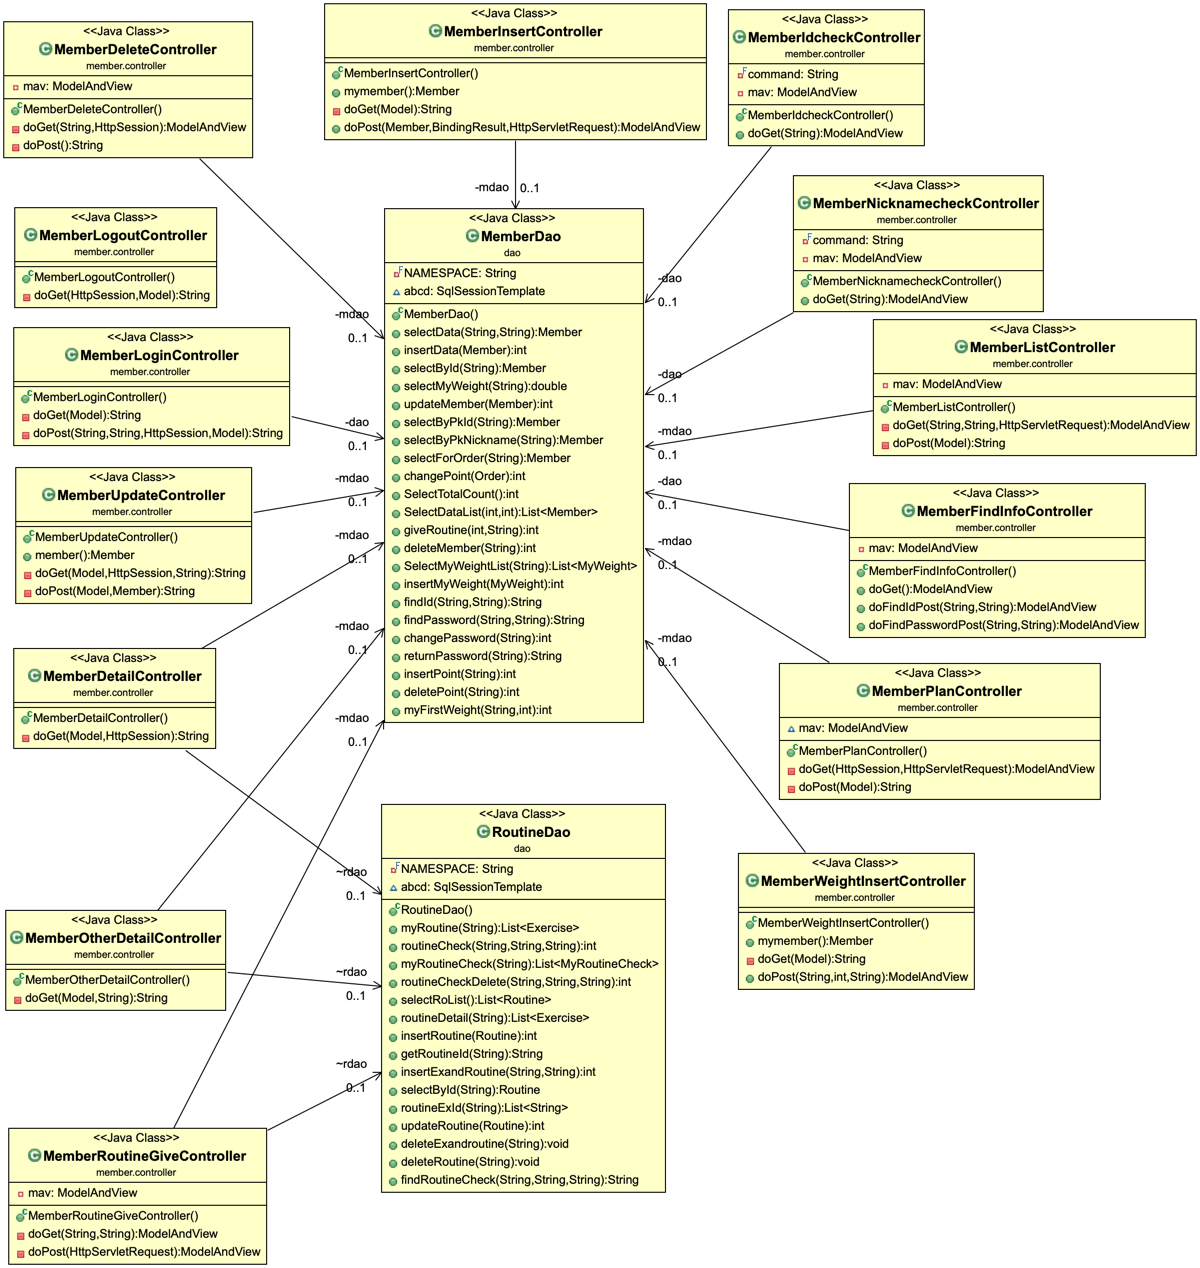 <<Java Class>>
MemberDeleteController
member.controller
mav: ModelAndView
MemberDeleteController()
doGet(String,HttpSession):ModelAndView
doPost():String
<<Java Class>>
MemberInsertController
member.controller
MemberInsertController()
mymember():Member
doGet(Model):String
doPost(Member,BindingResult,HttpServletRequest):ModelAndView
<<Java Class>>
MemberIdcheckController
member.controller
command: String
mav: ModelAndView
MemberIdcheckController()
doGet(String):ModelAndView
<<Java Class>>
MemberNicknamecheckController
member.controller
command: String
mav: ModelAndView
MemberNicknamecheckController()
doGet(String):ModelAndView
<<Java Class>>
MemberLogoutController
member.controller
MemberLogoutController()
doGet(HttpSession,Model):String
<<Java Class>>
MemberLoginController
member.controller
MemberLoginController()
doGet(Model):String
doPost(String,String,HttpSession,Model):String
<<Java Class>>
MemberUpdateController
member.controller
MemberUpdateController()
member():Member
doGet(Model,HttpSession,String):String
doPost(Model,Member):String
<<Java Class>>
MemberDetailController
member.controller
MemberDetailController()
doGet(Model,HttpSession):String
<<Java Class>>
MemberOtherDetailController
member.controller
MemberOtherDetailController()
doGet(Model,String):String
<<Java Class>>
MemberRoutineGiveController
member.controller
mav: ModelAndView
MemberRoutineGiveController()
doGet(String,String):ModelAndView
doPost(HttpServletRequest):ModelAndView
-mdao
0..1
-mdao
0..1
-dao
0..1
-mdao
0..1
-mdao
0..1
-mdao
0..1
-mdao
0..1
~rdao
0..1
~rdao
0..1
~rdao
0..1
<<Java Class>>
MemberDao
dao
NAMESPACE: String
abcd: SqlSessionTemplate
MemberDao()
selectData(String,String):Member
insertData(Member):int
selectById(String):Member
selectMyWeight(String):double
updateMember(Member):int
selectByPkId(String):Member
selectByPkNickname(String):Member
selectForOrder(String):Member
changePoint(Order):int
SelectTotalCount():int
SelectDataList(int,int):List<Member>
giveRoutine(int,String):int
deleteMember(String):int
SelectMyWeightList(String):List<MyWeight>
insertMyWeight(MyWeight):int
findId(String,String):String
findPassword(String,String):String
changePassword(String):int
returnPassword(String):String
insertPoint(String):int
deletePoint(String):int
myFirstWeight(String,int):int
<<Java Class>>
RoutineDao
dao
NAMESPACE: String
abcd: SqlSessionTemplate
RoutineDao()
myRoutine(String):List<Exercise>
routineCheck(String,String,String):int
myRoutineCheck(String):List<MyRoutineCheck>
routineCheckDelete(String,String,String):int
selectRoList():List<Routine>
routineDetail(String):List<Exercise>
insertRoutine(Routine):int
getRoutineId(String):String
insertExandRoutine(String,String):int
selectById(String):Routine
routineExId(String):List<String>
updateRoutine(Routine):int
deleteExandroutine(String):void
deleteRoutine(String):void
findRoutineCheck(String,String,String):String
-dao
0..1
-dao
0..1
-mdao
0..1
-dao
0..1
-mdao
0..1
-mdao
0..1
<<Java Class>>
MemberListController
member.controller
mav: ModelAndView
MemberListController()
doGet(String,String,HttpServletRequest):ModelAndView
doPost(Model):String
<<Java Class>>
MemberFindInfoController
member.controller
mav: ModelAndView
MemberFindInfoController()
doGet():ModelAndView
doFindIdPost(String,String):ModelAndView
doFindPasswordPost(String,String):ModelAndView
<<Java Class>>
MemberPlanController
member.controller
mav: ModelAndView
MemberPlanController()
doGet(HttpSession,HttpServletRequest):ModelAndView
doPost(Model):String
<<Java Class>>
MemberWeightInsertController
member.controller
MemberWeightInsertController()
mymember():Member
doGet(Model):String
doPost(String,int,String):ModelAndView